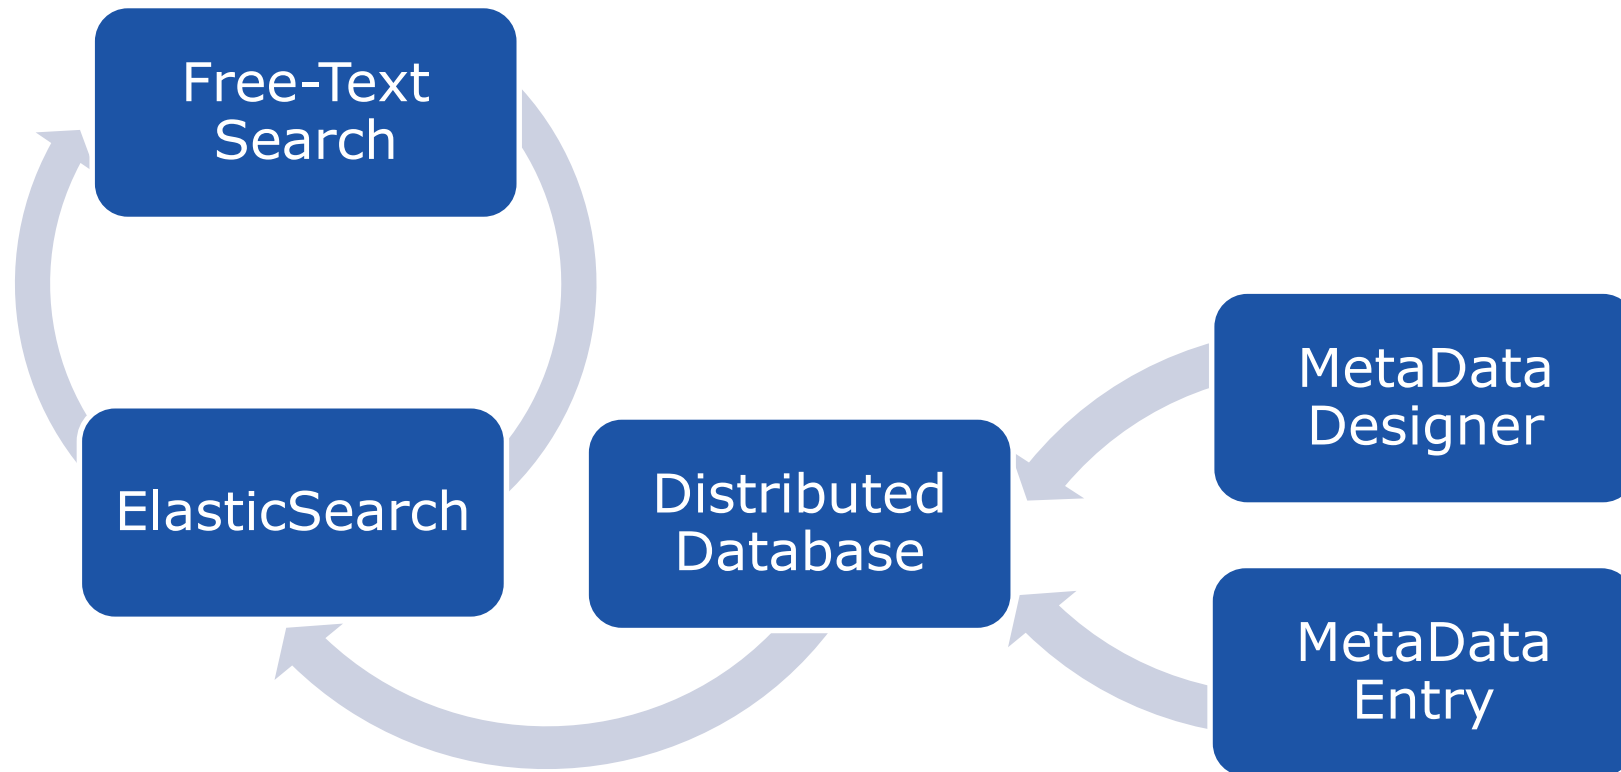 Free-Text
Search
ElasticSearch
Distributed
Database
MetaData
Designer
MetaData
Entry